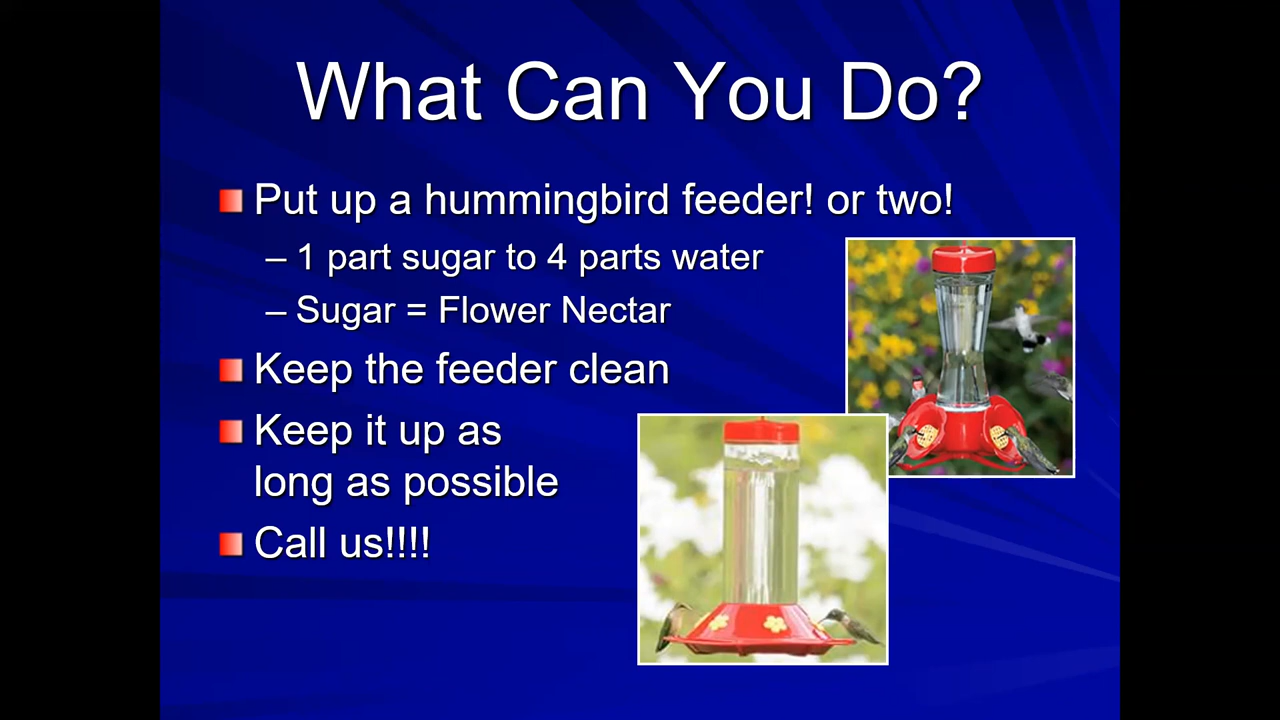 What Can You Do?
Put up a hummingbird feeder! or two!
– 1 part sugar to 4 parts water
– Sugar = Flower Nectar
Keep the feeder clean
Keep it up as
long as possible
Call us!!!!